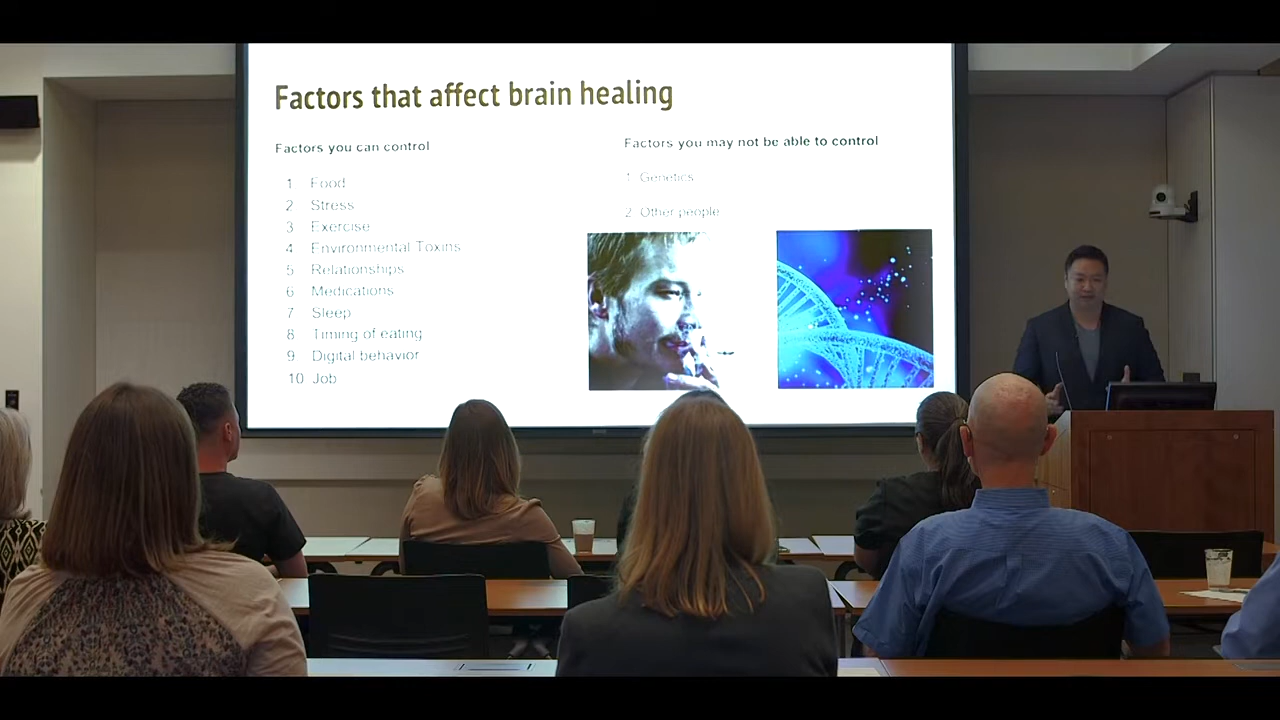 Factors that affect brain healing
Factors you can control
1 Food
2 Stress
3 Exercise
4 Environmental Toxins
5 Relationships
6 Medications
7 Sleep
8 Timing of eating
9 Digital behavior
10 Job
Factors you may not be able to control
1 Genetics
2 Other people